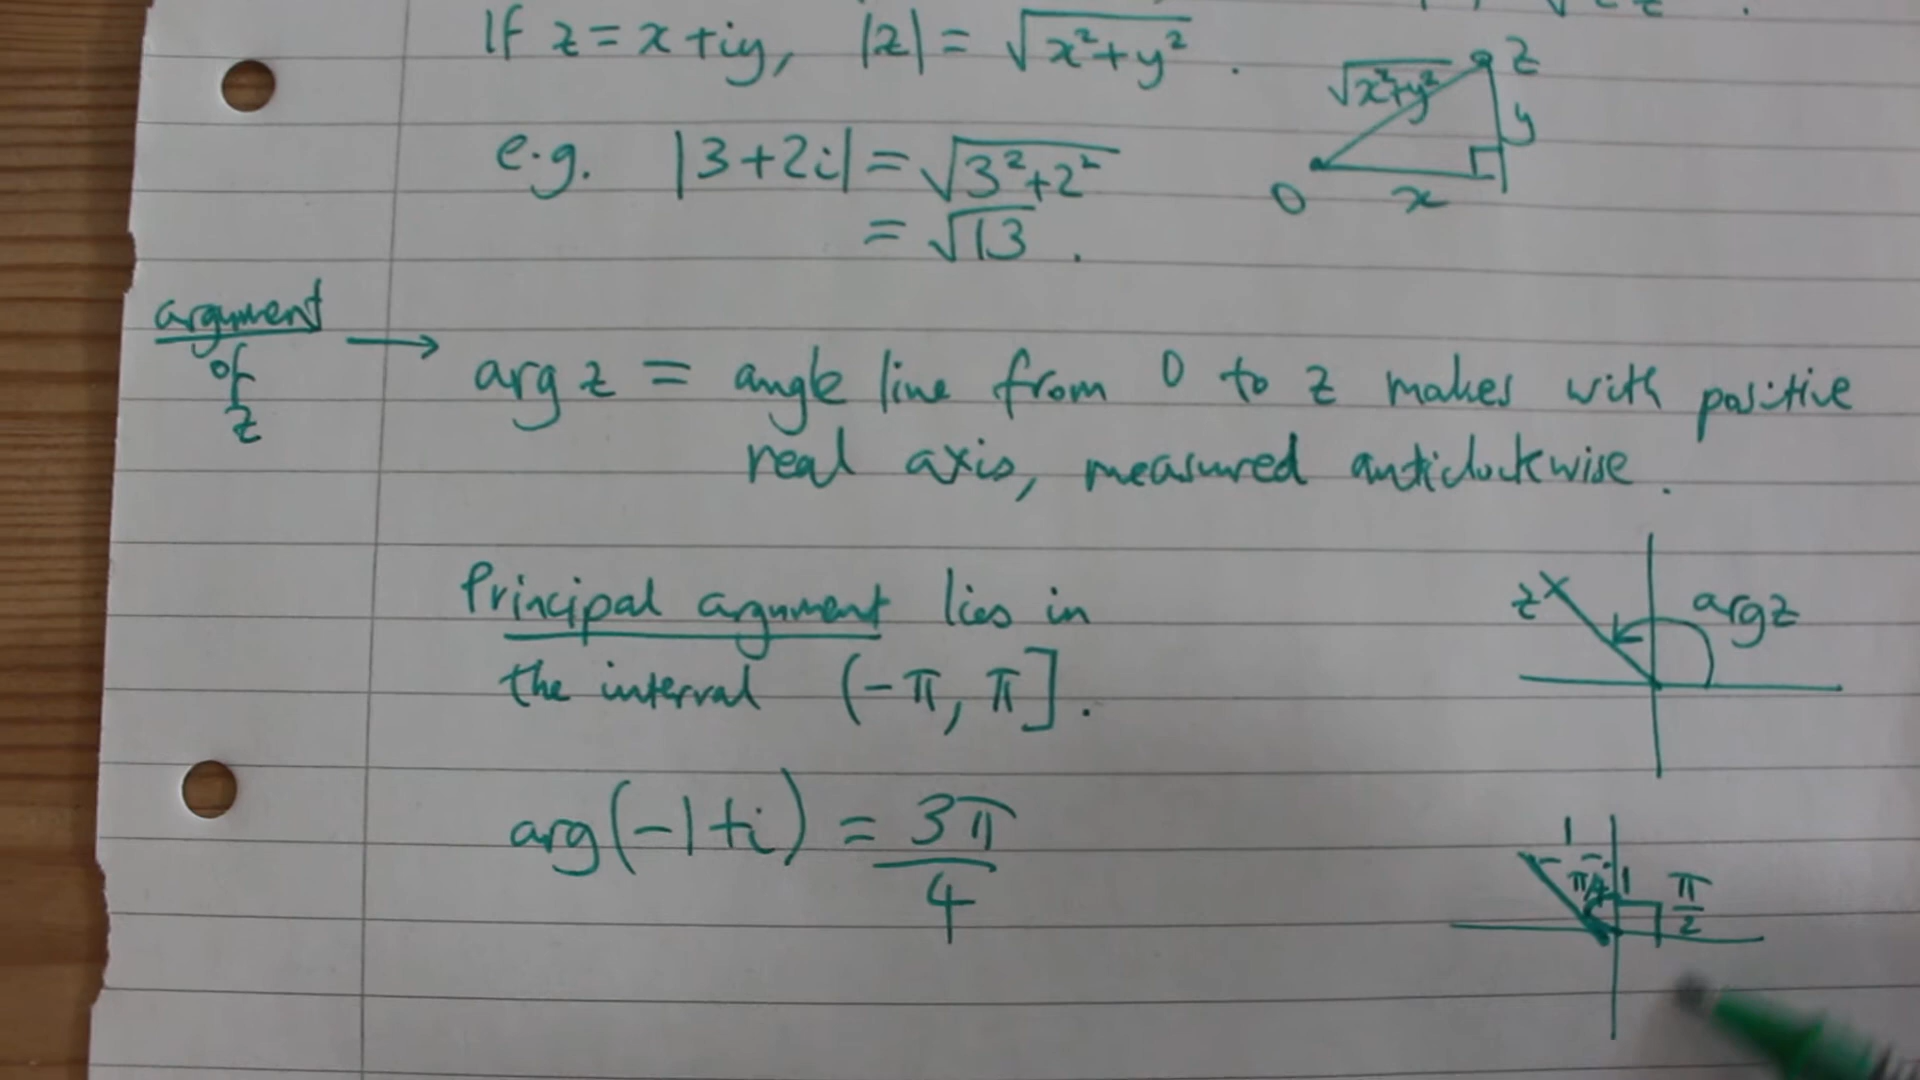 If z = x + iy, |z| = √(x² + y²) .
√(x² + y²) z
y
x
0
e.g. |3 + 2i| = √(3² + 2²)
= √13 .
argument
of
z
→ arg z = angle line from 0 to z makes with positive
real axis, measured anticlockwise .
Principal argument lies in
the interval (-π, π] .
z arg z
arg(-1 + i) = 3π/4
1
π/4 1 π/2